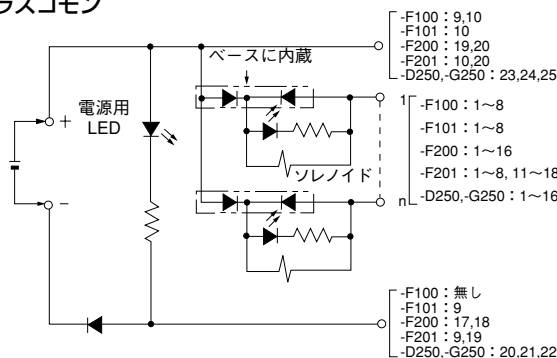 ラスコモン
-F100：9,10
-F101：10
-F200：19,20
-F201：10,20
-D250,-G250：23,24,25
ベースに内蔵
電源用
LED
+
−
1
-F100：1〜8
-F101：1〜8
-F200：1〜16
-F201：1〜8, 11〜18
-D250,-G250：1〜16
ソレノイド
n
-F100：無し
-F101：9
-F200：17,18
-F201：9,19
-D250,-G250：20,21,22